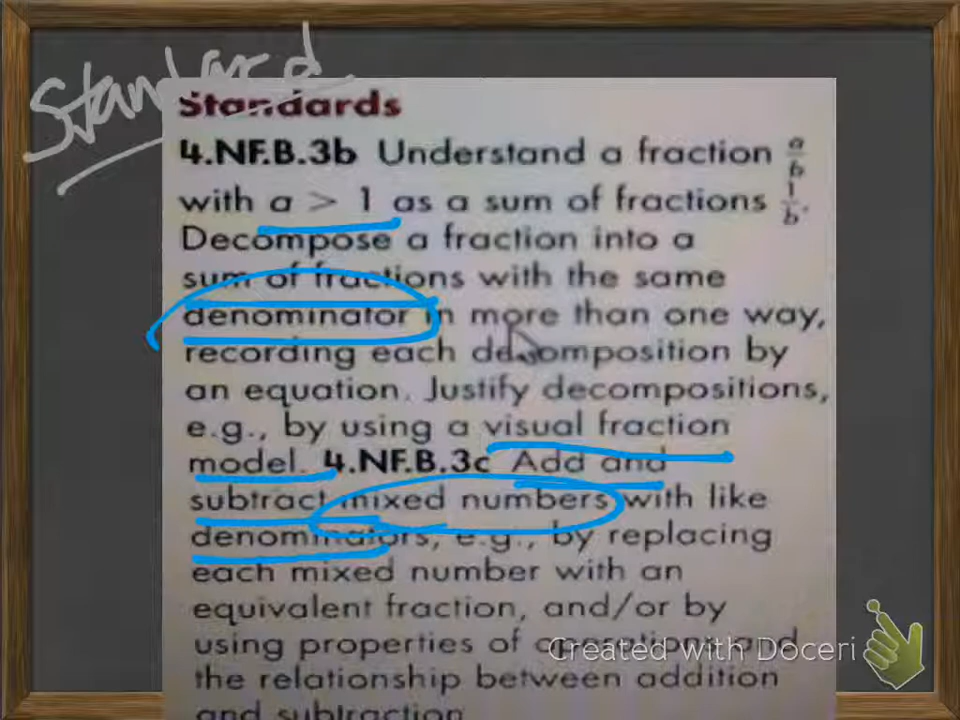 Standard
Standards
4.NF.B.3b Understand a fraction a/b
with a > 1 as a sum of fractions 1/b.
Decompose a fraction into a
sum of fractions with the same
denominator in more than one way,
recording each decomposition by
an equation. Justify decompositions,
e.g., by using a visual fraction
model. 4.NF.B.3c Add and
subtract mixed numbers with like
denominators, e.g., by replacing
each mixed number with an
equivalent fraction, and/or by
using properties of operations and
Created with Doceri
the relationship between addition
and subtraction